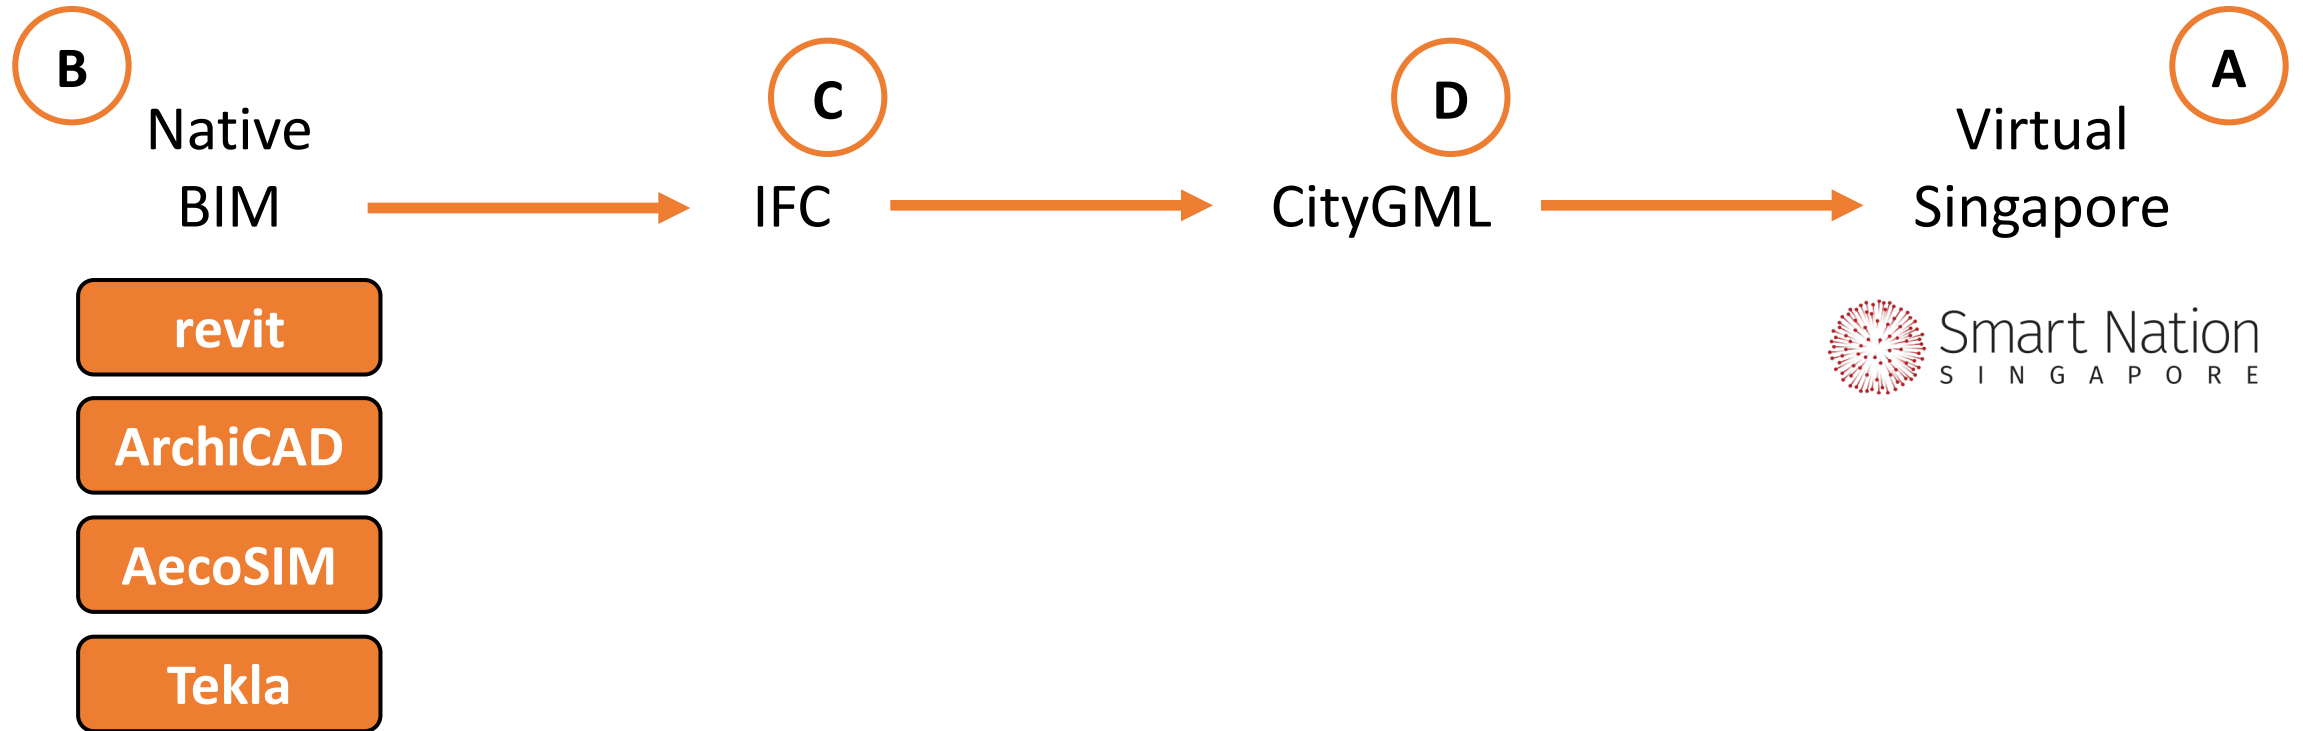 B
Native
BIM
C
IFC
D
CityGML
A
Virtual
Singapore
revit
ArchiCAD
AecoSIM
Tekla
Smart Nation
SINGAPORE